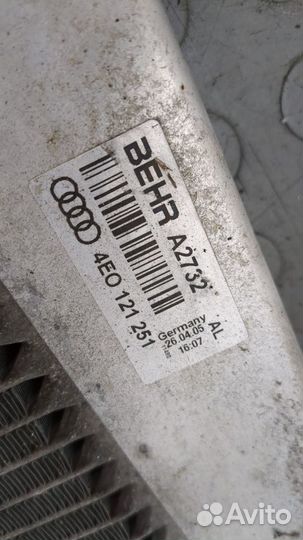 BEHR A2732
4E0 121 251
Germany AL
26.04.05
16:07
Avito